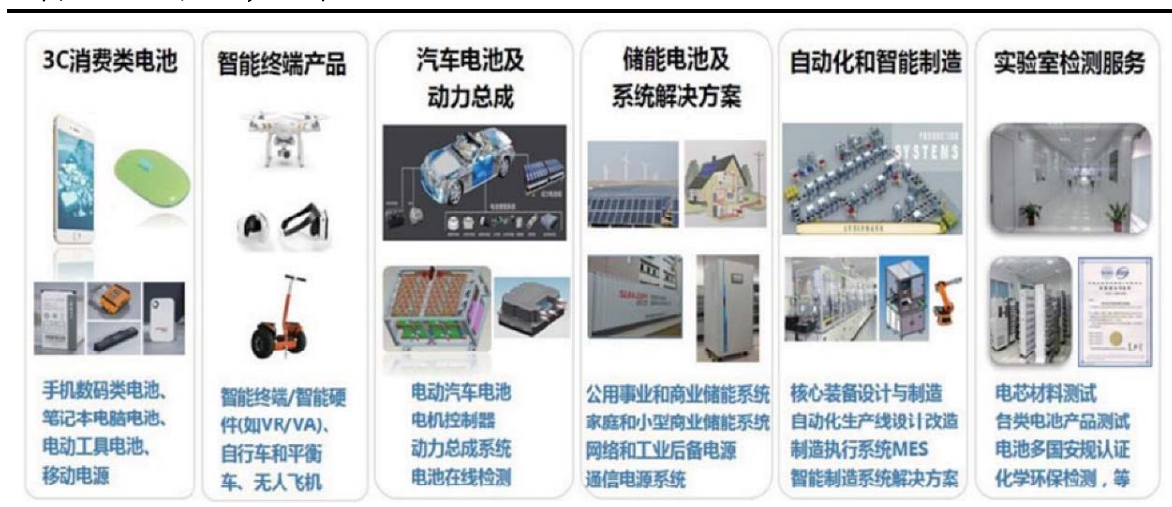 3C消费类电池
手机数码类电池、
笔记本电脑电池、
电动工具电池、
移动电源
智能终端产品
智能终端/智能硬
件(如VR/VA)、
自行车和平衡
车、无人飞机
汽车电池及
动力总成
电动汽车电池
电机控制器
动力总成系统
电池在线检测
储能电池及
系统解决方案
公用事业和商业储能系统
家庭和小型商业储能系统
网络和工业后备电源
通信电源系统
自动化和智能制造
PRODUCTION
SYSTEMS
核心装备设计与制造
自动化生产线设计改造
制造执行系统MES
智能制造系统解决方案
实验室检测服务
电芯材料测试
各类电池产品测试
电池多国安规认证
化学环保检测，等